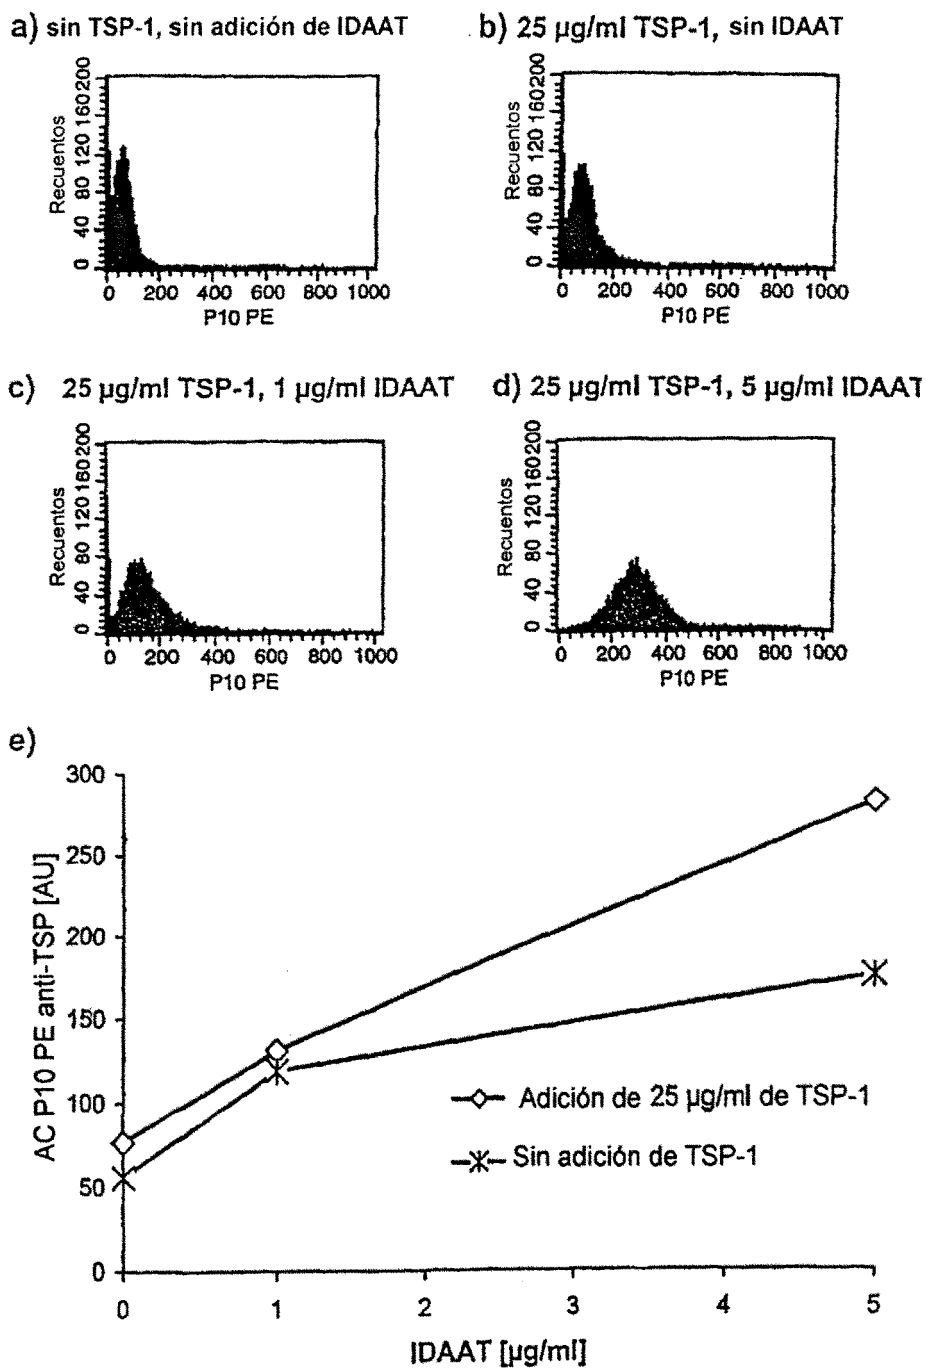 a) sin TSP-1, sin adición de IDAAT
Recuentos
0 40 80 120 160 200
0 200 400 600 800 1000
P10 PE
b) 25 µg/ml TSP-1, sin IDAAT
Recuentos
0 40 80 120 160 200
0 200 400 600 800 1000
P10 PE
c) 25 µg/ml TSP-1, 1 µg/ml IDAAT
Recuentos
0 40 80 120 160 200
0 200 400 600 800 1000
P10 PE
d) 25 µg/ml TSP-1, 5 µg/ml IDAAT
Recuentos
0 40 80 120 160 200
0 200 400 600 800 1000
P10 PE
e)
AC P10 PE anti-TSP [AU]
300
250
200
150
100
50
0
Adición de 25 µg/ml de TSP-1
Sin adición de TSP-1
0 1 2 3 4 5
IDAAT [µg/ml]